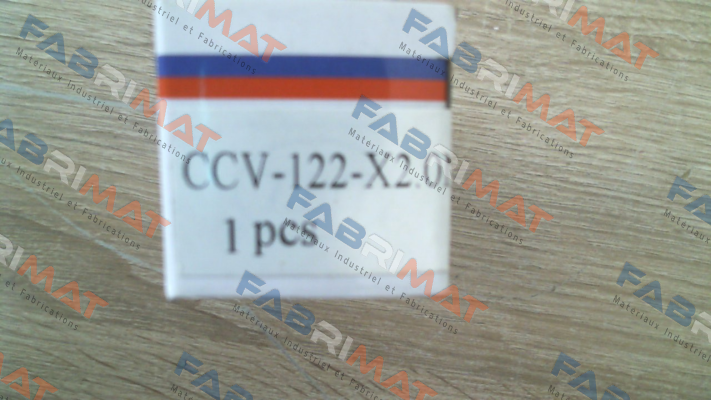 CCV-122-X2.0
1 pcs
FABRIMAT
Materiaux Industriel et Fabrications